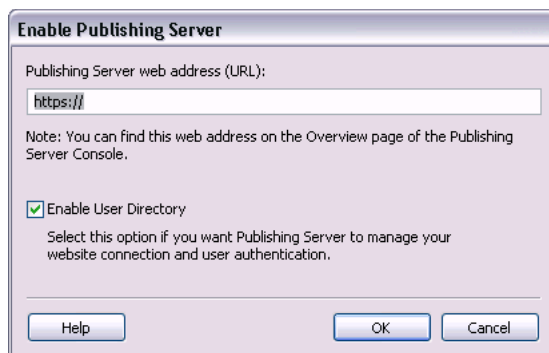 Enable Publishing Server
Publishing Server web address (URL):
https://
Note: You can find this web address on the Overview page of the Publishing
Server Console.
Enable User Directory
Select this option if you want Publishing Server to manage your
website connection and user authentication.
Help
OK
Cancel